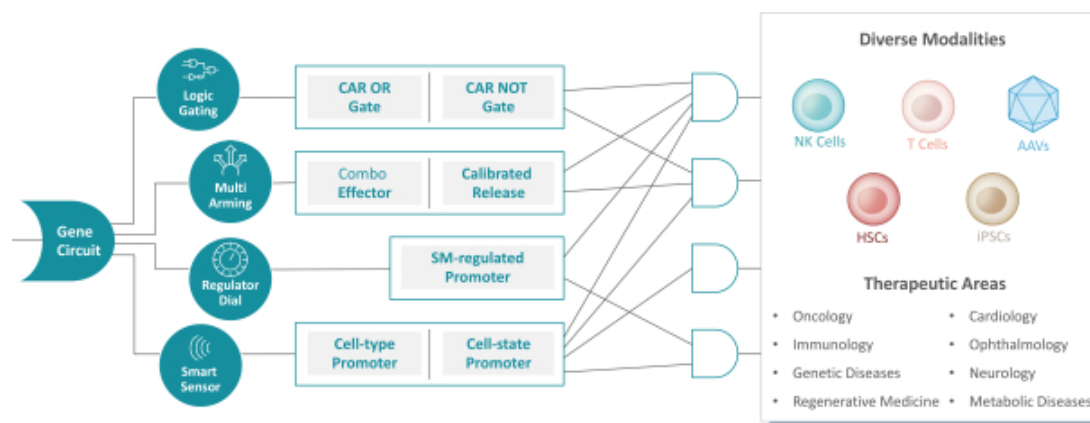 Gene
Circuit
Logic
Gating
CAR OR
Gate
CAR NOT
Gate
Multi
Arming
Combo
Effector
Calibrated
Release
Regulator
Dial
SM-regulated
Promoter
Smart
Sensor
Cell-type
Promoter
Cell-state
Promoter
Diverse Modalities
NK Cells
T Cells
AAVs
HSCs
iPSCs
Therapeutic Areas
• Oncology
• Immunology
• Genetic Diseases
• Regenerative Medicine
• Cardiology
• Ophthalmology
• Neurology
• Metabolic Diseases